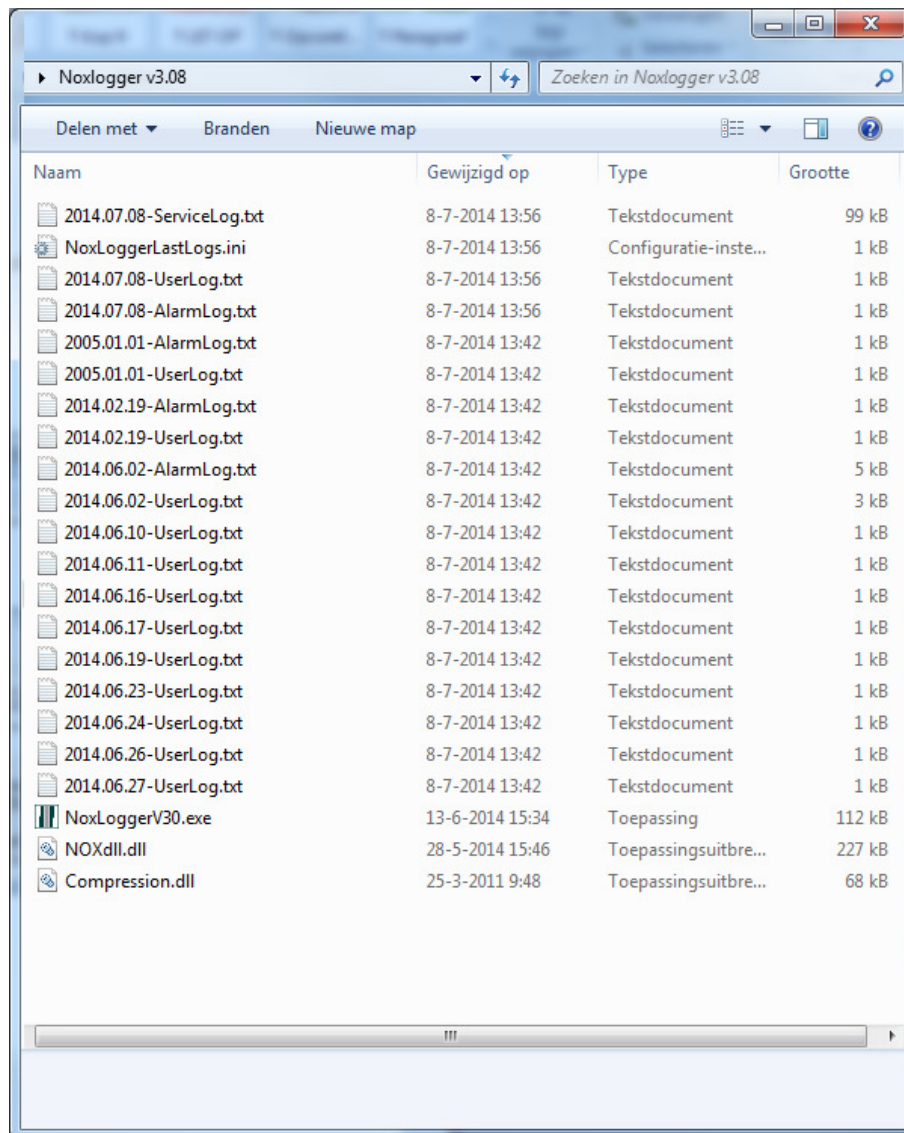 Noxlogger v3.08 Zoeken in Noxlogger v3.08
Delen met Branden Nieuwe map
Naam Gewijzigd op Type Grootte
2014.07.08-ServiceLog.txt 8-7-2014 13:56 Tekstdocument 99 kB
NoxLoggerLastLogs.ini 8-7-2014 13:56 Configuratie-inste... 1 kB
2014.07.08-UserLog.txt 8-7-2014 13:56 Tekstdocument 1 kB
2014.07.08-AlarmLog.txt 8-7-2014 13:56 Tekstdocument 1 kB
2005.01.01-AlarmLog.txt 8-7-2014 13:42 Tekstdocument 1 kB
2005.01.01-UserLog.txt 8-7-2014 13:42 Tekstdocument 1 kB
2014.02.19-AlarmLog.txt 8-7-2014 13:42 Tekstdocument 1 kB
2014.02.19-UserLog.txt 8-7-2014 13:42 Tekstdocument 1 kB
2014.06.02-AlarmLog.txt 8-7-2014 13:42 Tekstdocument 5 kB
2014.06.02-UserLog.txt 8-7-2014 13:42 Tekstdocument 3 kB
2014.06.10-UserLog.txt 8-7-2014 13:42 Tekstdocument 1 kB
2014.06.11-UserLog.txt 8-7-2014 13:42 Tekstdocument 1 kB
2014.06.16-UserLog.txt 8-7-2014 13:42 Tekstdocument 1 kB
2014.06.17-UserLog.txt 8-7-2014 13:42 Tekstdocument 1 kB
2014.06.19-UserLog.txt 8-7-2014 13:42 Tekstdocument 1 kB
2014.06.23-UserLog.txt 8-7-2014 13:42 Tekstdocument 1 kB
2014.06.24-UserLog.txt 8-7-2014 13:42 Tekstdocument 1 kB
2014.06.26-UserLog.txt 8-7-2014 13:42 Tekstdocument 1 kB
2014.06.27-UserLog.txt 8-7-2014 13:42 Tekstdocument 1 kB
NoxLoggerV30.exe 13-6-2014 15:34 Toepassing 112 kB
NOXdll.dll 28-5-2014 15:46 Toepassingsuitbre... 227 kB
Compression.dll 25-3-2011 9:48 Toepassingsuitbre... 68 kB